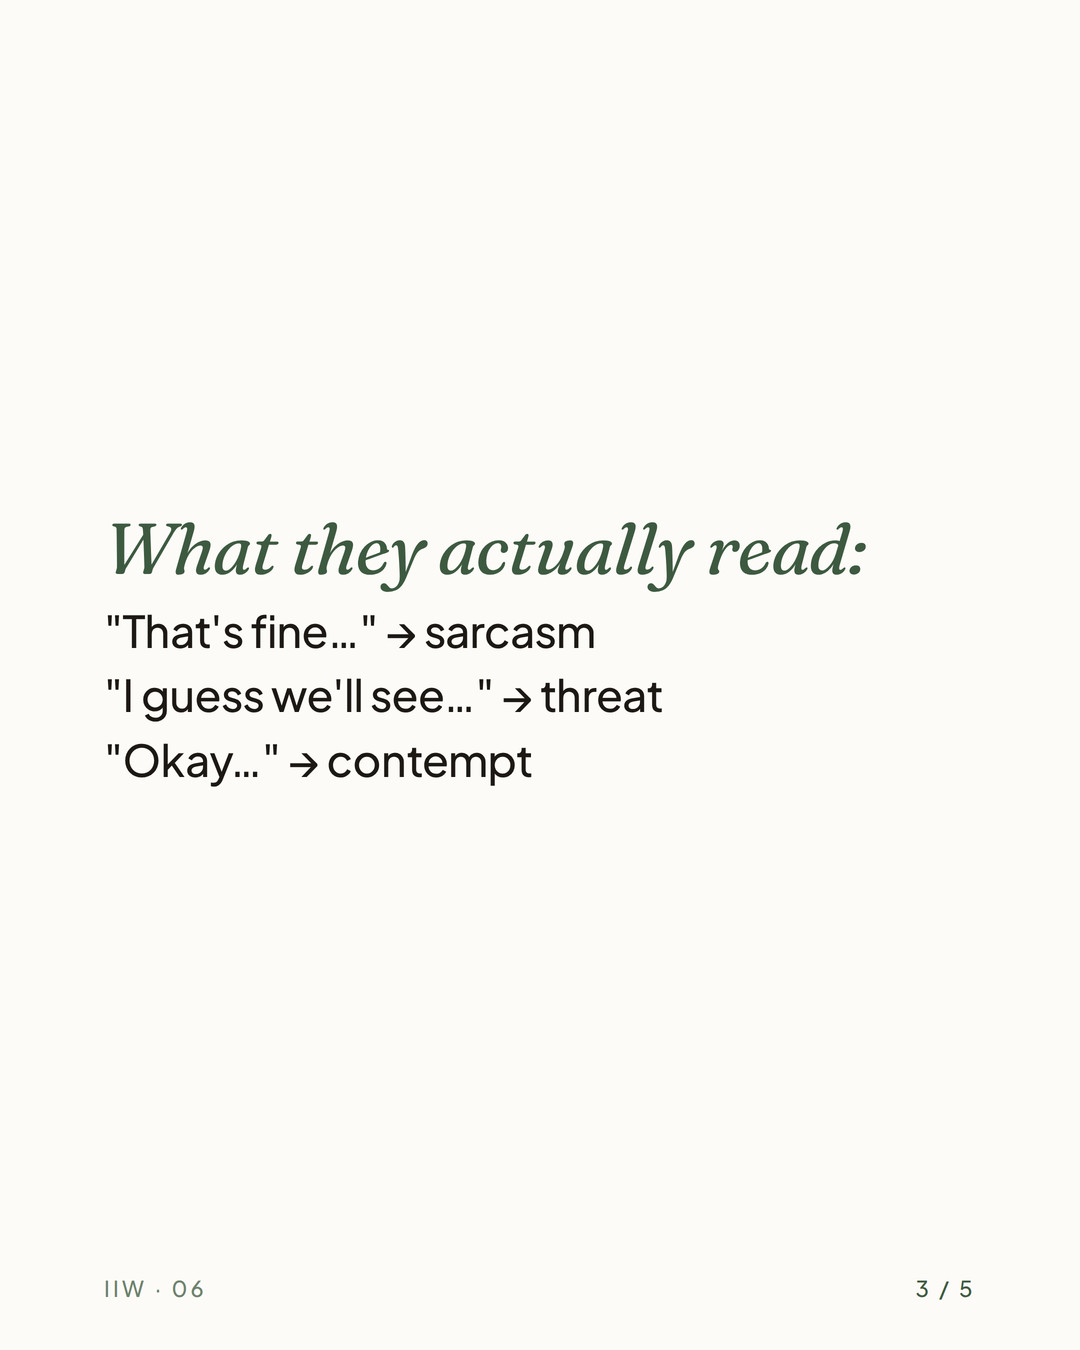 What they actually read:
"That's fine…" → sarcasm
"I guess we'll see…" → threat
"Okay…" → contempt
IIW · 06
3 / 5